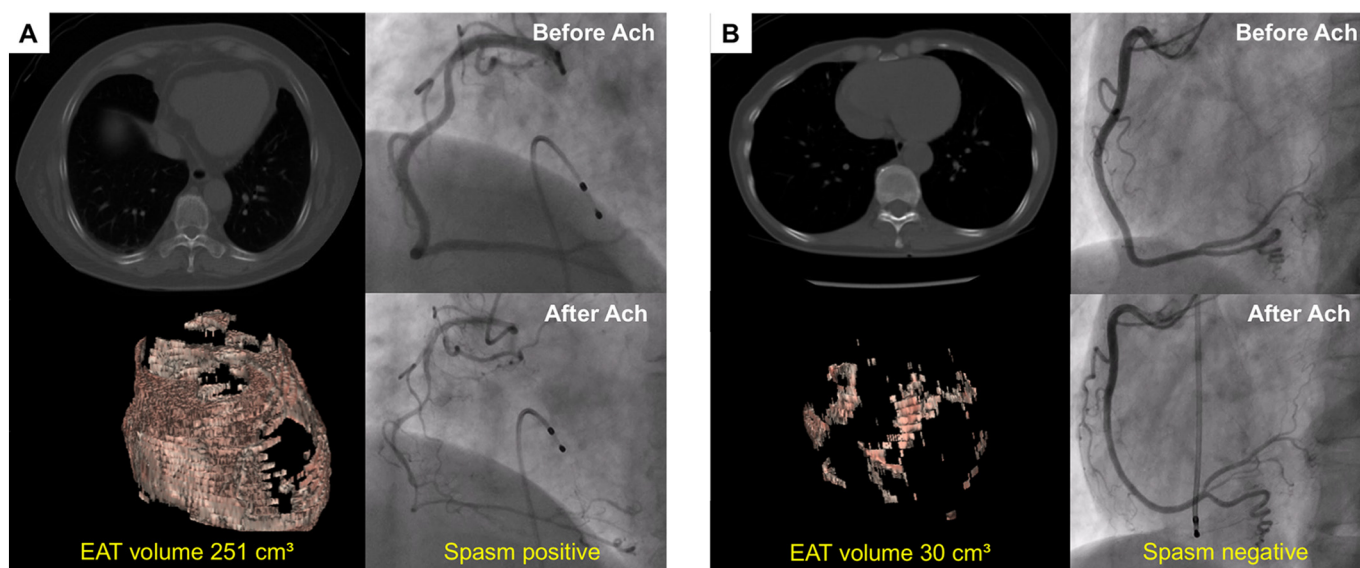 A
Before Ach
After Ach
EAT volume 251 cm³
Spasm positive
B
Before Ach
After Ach
EAT volume 30 cm³
Spasm negative